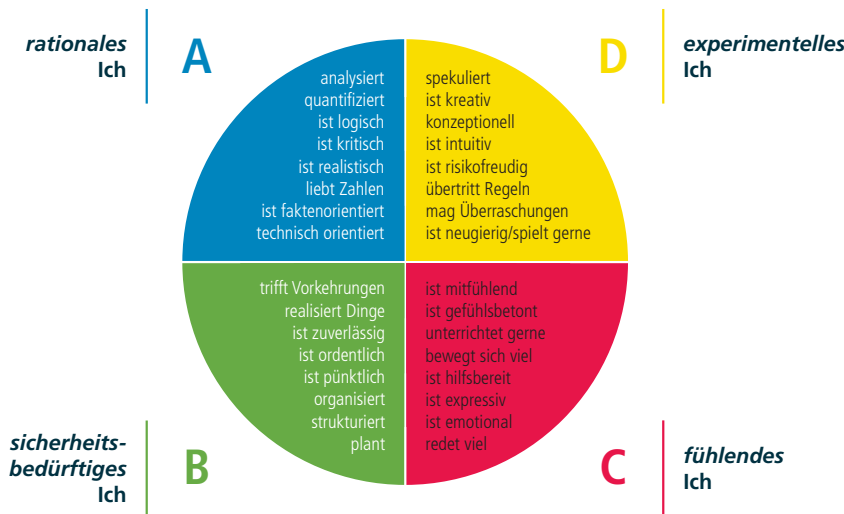 rationales
Ich
A
analysiert
quantifiziert
ist logisch
ist kritisch
ist realistisch
liebt Zahlen
ist faktenorientiert
technisch orientiert
D
experimentelles
Ich
spekuliert
ist kreativ
konzeptionell
ist intuitiv
ist risikofreudig
übertritt Regeln
mag Überraschungen
ist neugierig/spielt gerne
trifft Vorkehrungen
realisiert Dinge
ist zuverlässig
ist ordentlich
ist pünktlich
organisiert
strukturiert
plant
sicherheits-
bedürftiges
Ich
B
ist mitfühlend
ist gefühlsbetont
unterrichtet gerne
bewegt sich viel
ist hilfsbereit
ist expressiv
ist emotional
redet viel
C
fühlendes
Ich